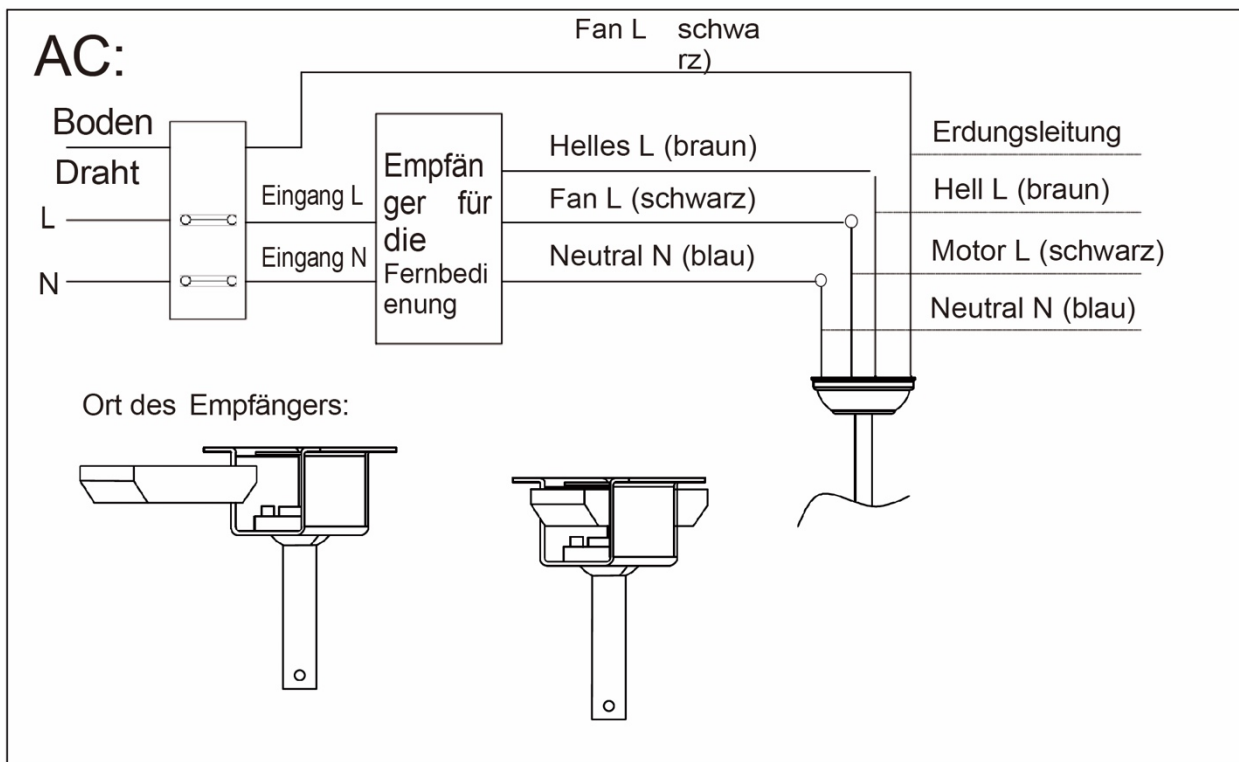 Fan L schwa
rz)
AC:
Boden
Draht
L
N
Eingang L
Eingang N
Empfän
ger für
die
Fernbedi
enung
Helles L (braun)
Fan L (schwarz)
Neutral N (blau)
Erdungsleitung
Hell L (braun)
Motor L (schwarz)
Neutral N (blau)
Ort des Empfängers: